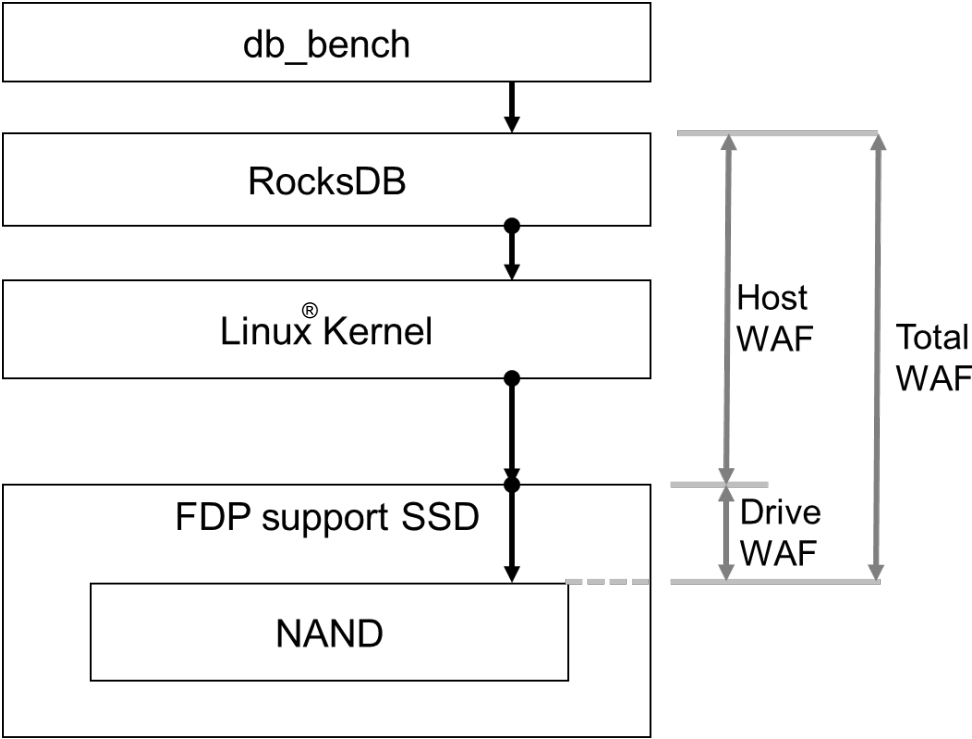 db_bench
RocksDB
Linux® Kernel
Host
WAF
Total
WAF
FDP support SSD
Drive
WAF
NAND